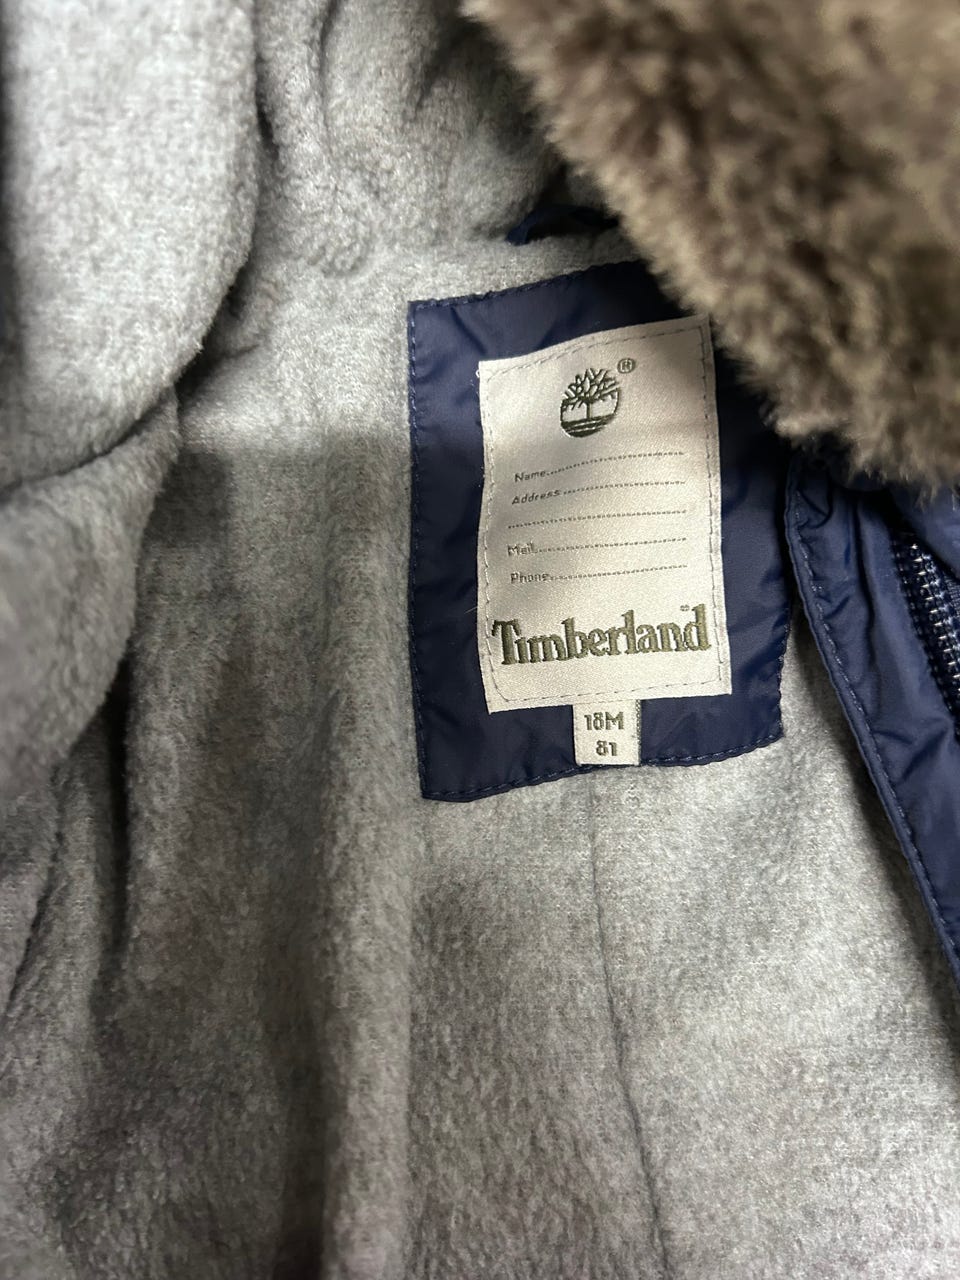 ®
Name
Address
Mail
Phone
Timberland
18M
81